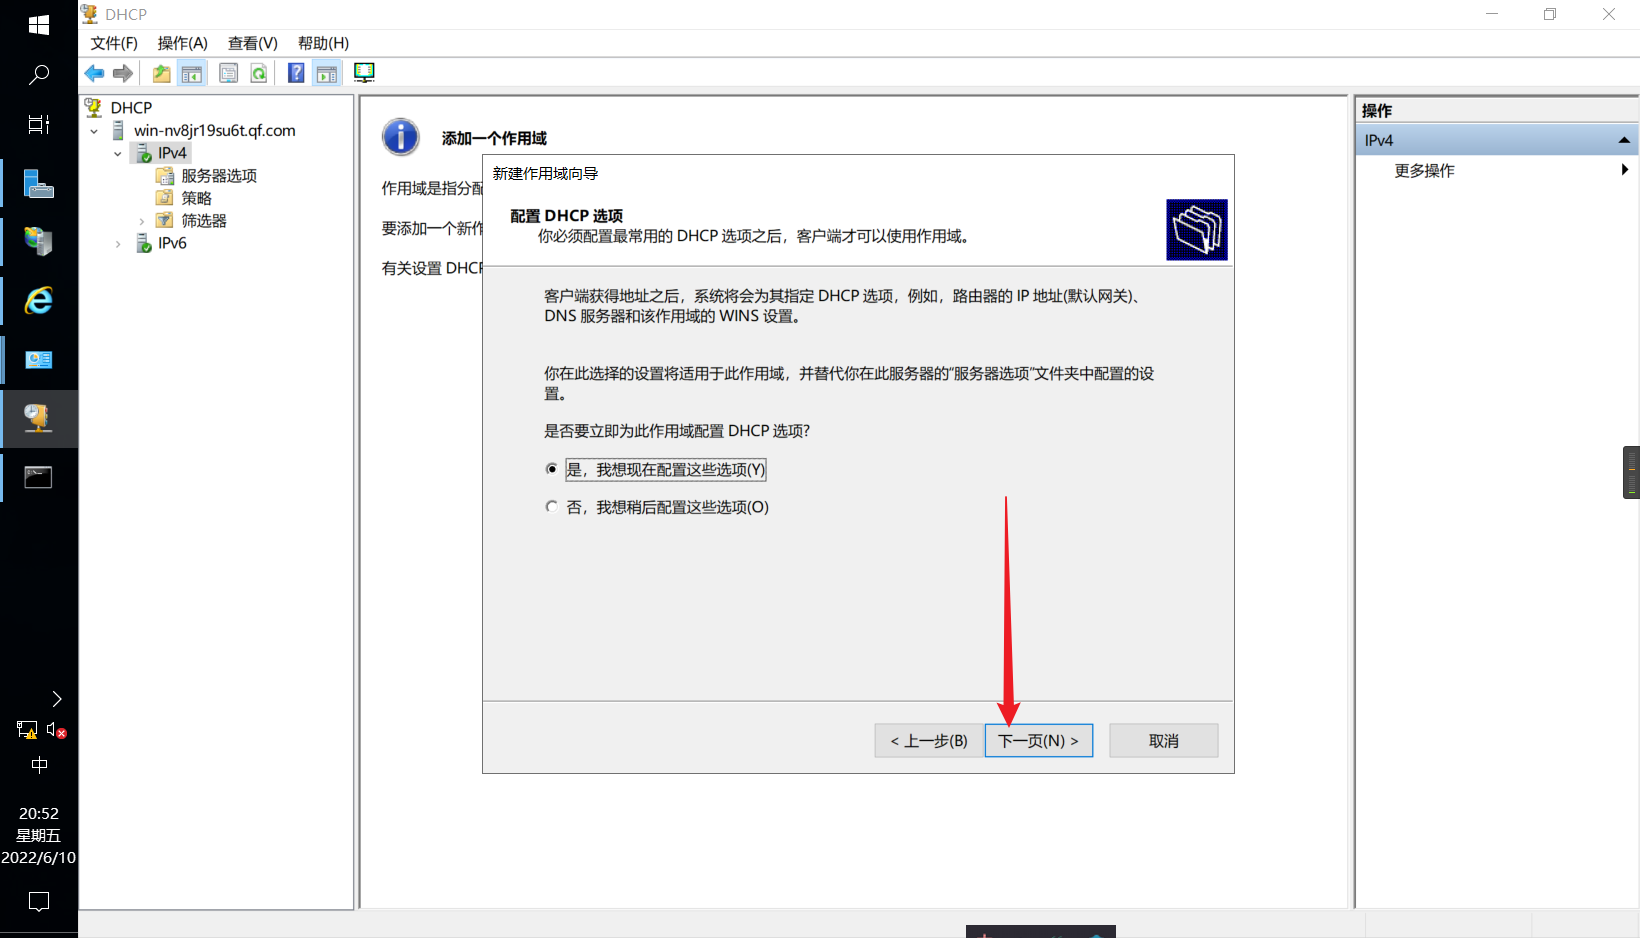 DHCP
文件(F) 操作(A) 查看(V) 帮助(H)
DHCP
win-nv8jr19su6t.qf.com
IPv4
服务器选项
策略
筛选器
IPv6
添加一个作用域
作用域是指分配
要添加一个新作
有关设置 DHCP
新建作用域向导
配置 DHCP 选项
你必须配置最常用的 DHCP 选项之后，客户端才可以使用作用域。
客户端获得地址之后，系统将会为其指定 DHCP 选项，例如，路由器的 IP 地址(默认网关)、
DNS 服务器和该作用域的 WINS 设置。
你在此选择的设置将适用于此作用域，并替代你在此服务器的"服务器选项"文件夹中配置的设
置。
是否要立即为此作用域配置 DHCP 选项?
是，我想现在配置这些选项(Y)
否，我想稍后配置这些选项(O)
< 上一步(B) 下一页(N) > 取消
操作
IPv4
更多操作
中
20:52
星期五
2022/6/10